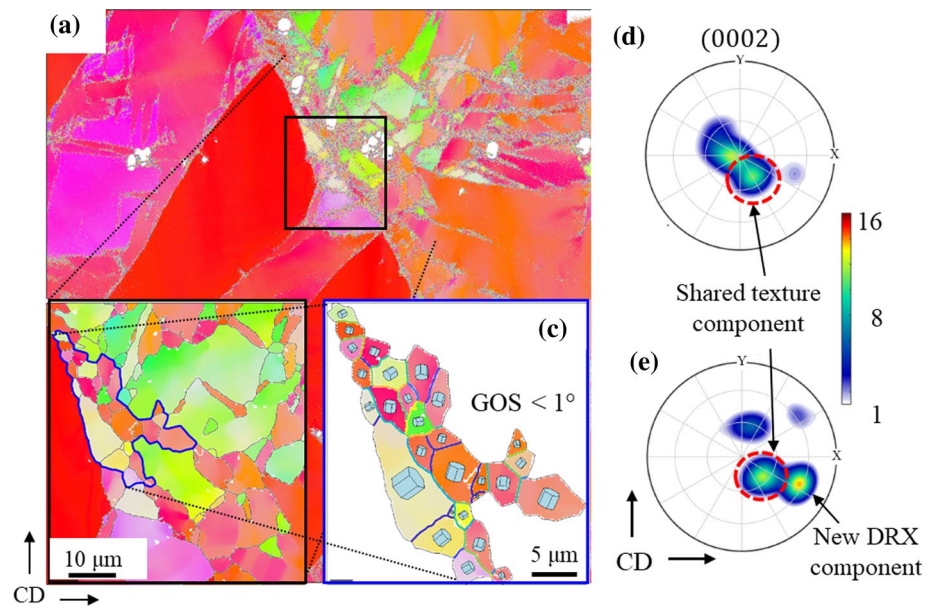 (a)
(d)
(0002)
Y
X
16
8
1
Shared texture
component
(c)
GOS < 1°
(e)
Y
X
10 μm
5 μm
CD
CD
New DRX
component